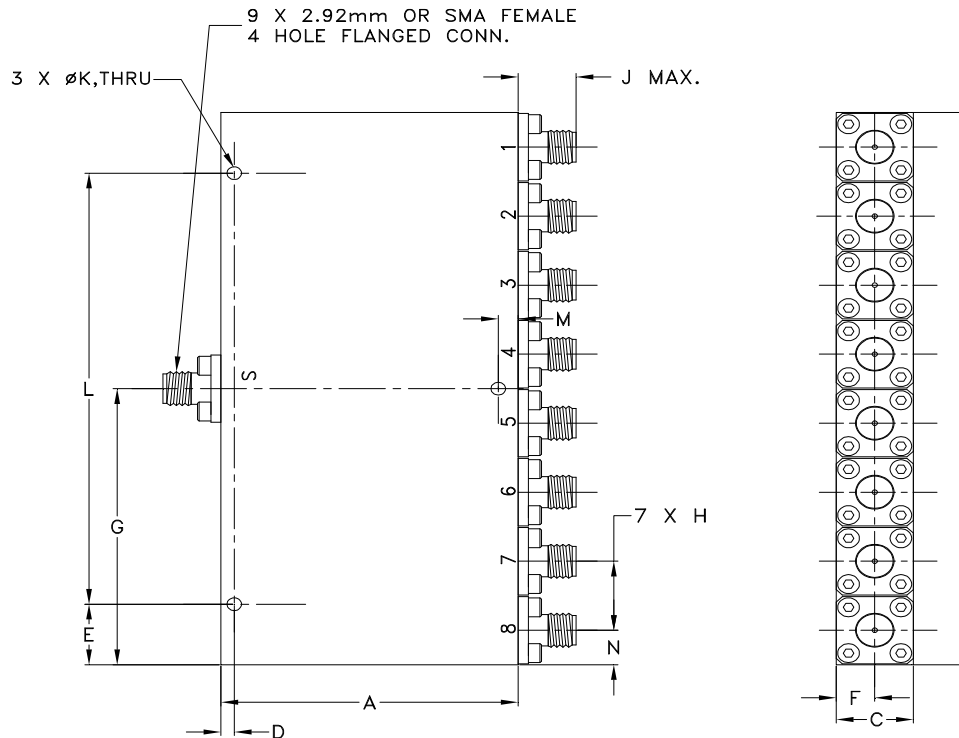 9 X 2.92mm OR SMA FEMALE
4 HOLE FLANGED CONN.
3 X øK,THRU
J MAX.
1
2
3
M
4
S
L
5
G
6
7 X H
7
E
8
N
A
F
D
C